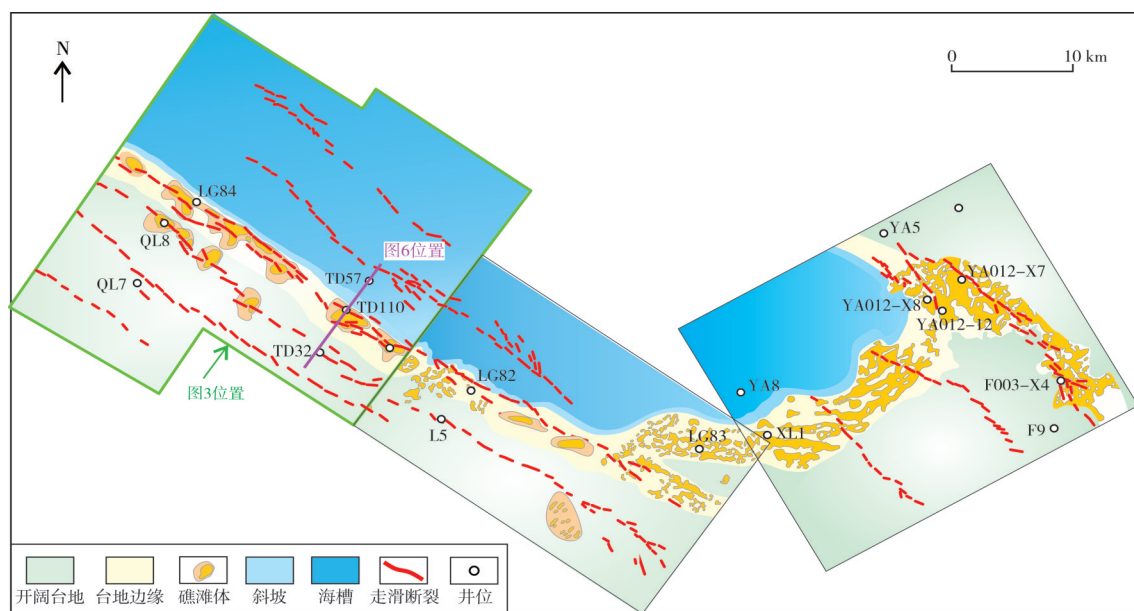 N
0 10 km
LG84
QL8
QL7
图6位置
TD57
TD110
TD32
图3位置
LG82
L5
LG83
YA5
YA012-X7
YA012-X8
YA012-12
YA8
XL1
F003-X4
F9
开阔台地 台地边缘 礁滩体 斜坡 海槽 走滑断裂 井位